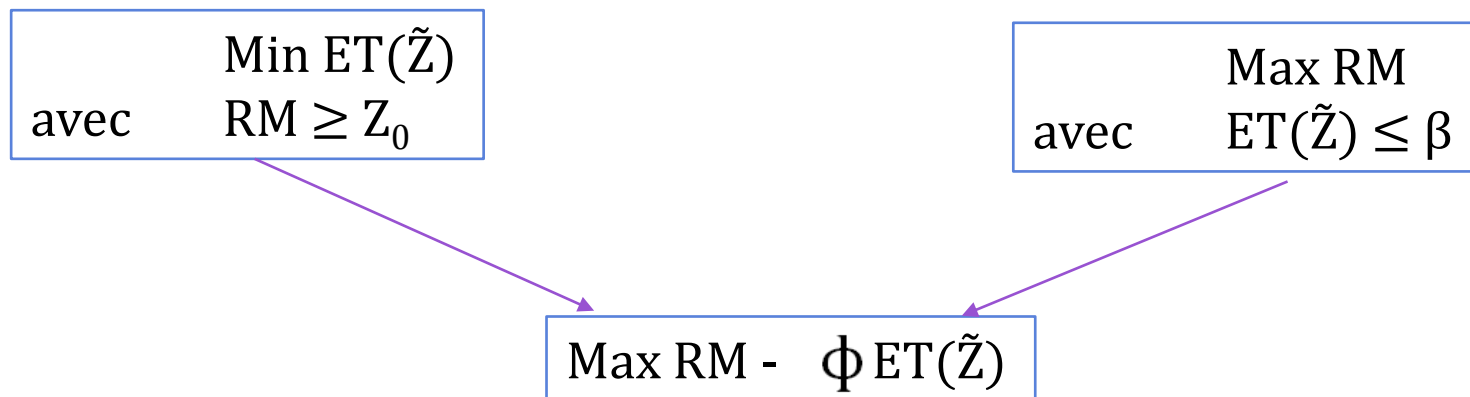 Min ET(Z̃)
avec RM ≥ Z₀
Max RM
avec ET(Z̃) ≤ β
Max RM - ϕ ET(Z̃)